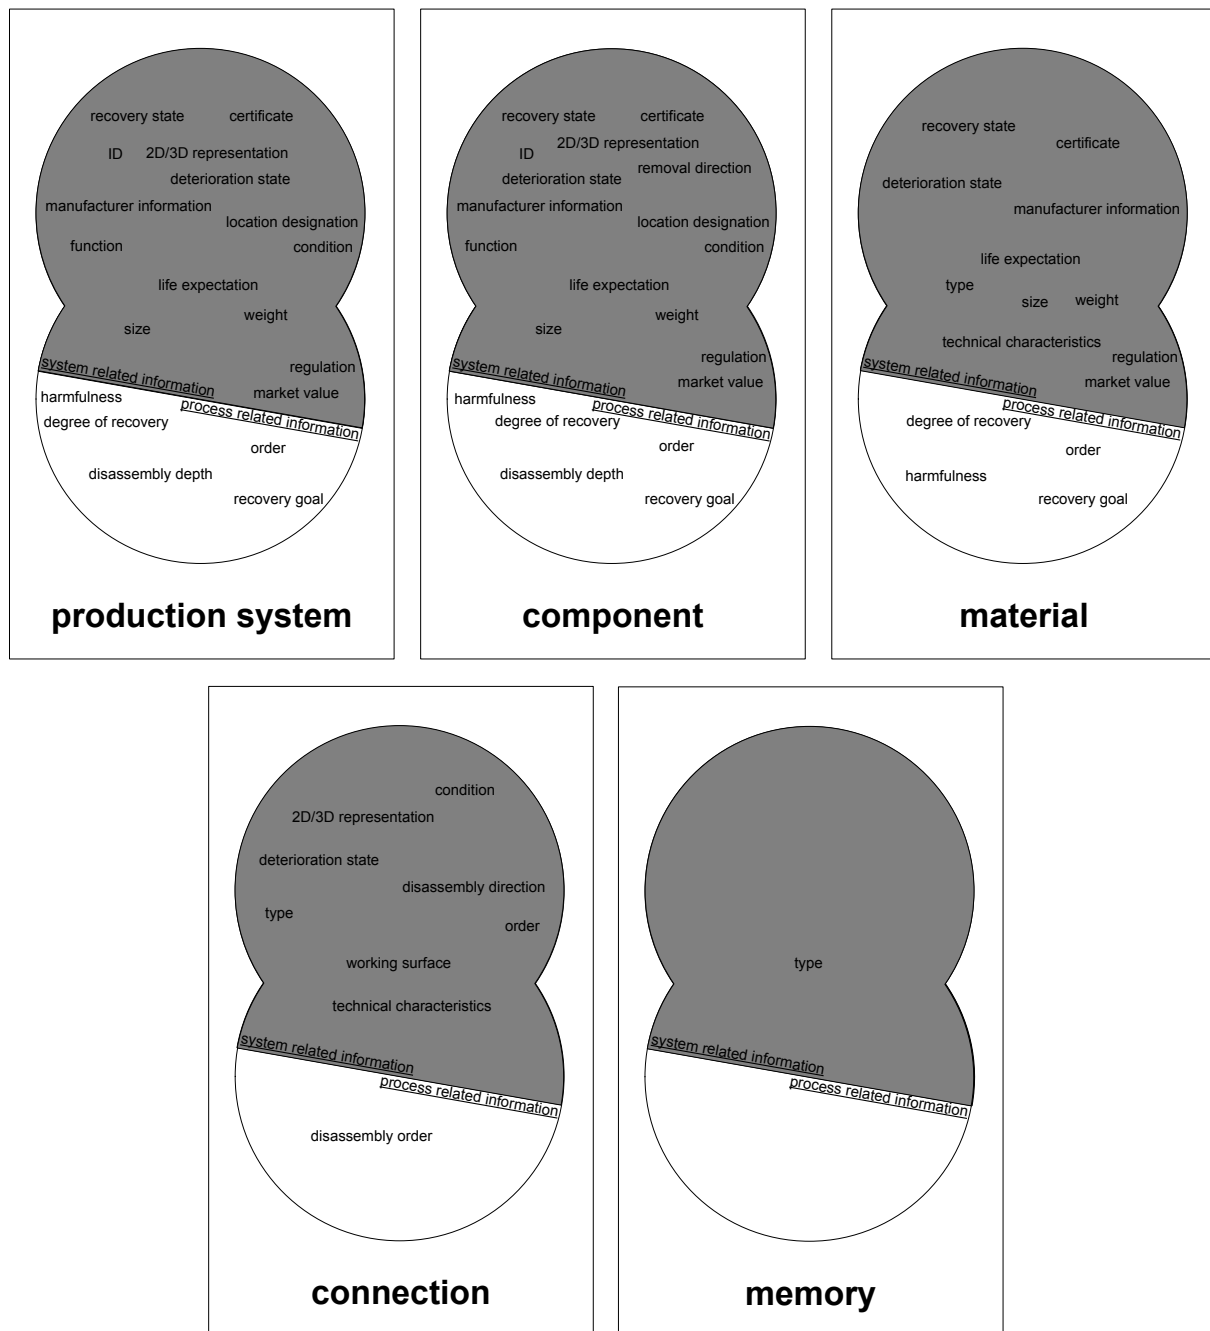 recovery state
certificate
ID
2D/3D representation
deterioration state
manufacturer information
location designation
function
condition
life expectation
weight
size
regulation
system related information
market value
harmfulness
process related information
degree of recovery
order
disassembly depth
recovery goal
production system
recovery state
certificate
2D/3D representation
ID
removal direction
deterioration state
manufacturer information
location designation
function
condition
life expectation
weight
size
regulation
system related information
market value
harmfulness
process related information
degree of recovery
order
disassembly depth
recovery goal
component
recovery state
certificate
deterioration state
manufacturer information
life expectation
type
size
weight
technical characteristics
regulation
system related information
market value
process related information
degree of recovery
order
harmfulness
recovery goal
material
condition
2D/3D representation
deterioration state
disassembly direction
type
order
working surface
technical characteristics
system related information
process related information
disassembly order
connection
type
system related information
process related information
memory